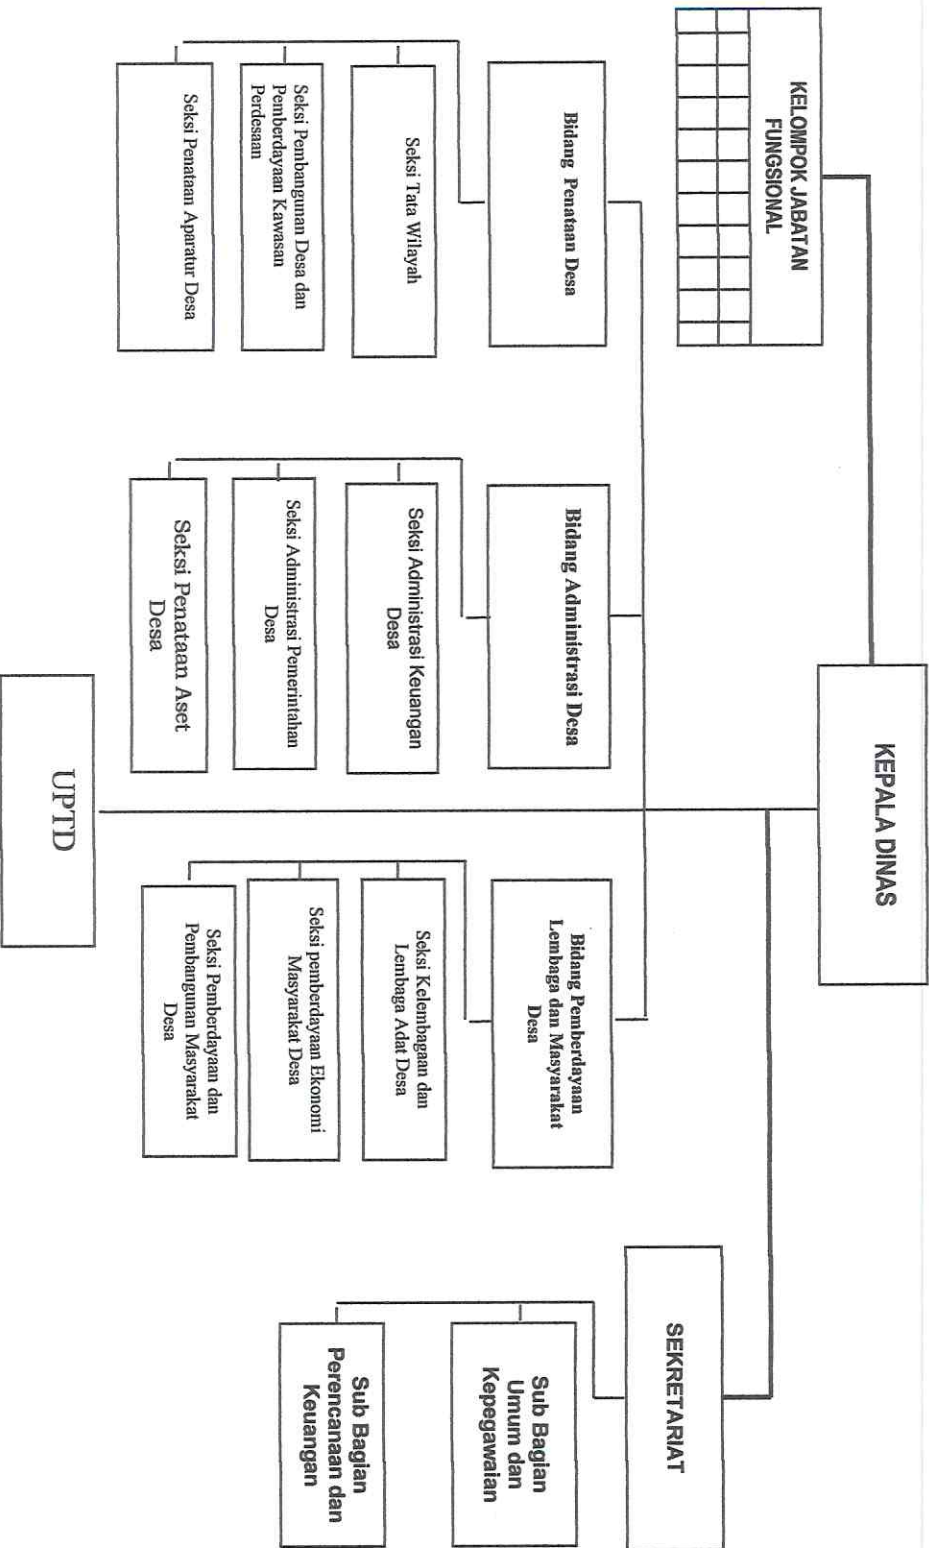 KEPALA DINAS
KELOMPOK JABATAN
FUNGSIONAL
SEKRETARIAT
Sub Bagian
Umum dan
Kepegawaian
Sub Bagian
Perencanaan dan
Keuangan
Bidang Penataan Desa
Seksi Tata Wilayah
Seksi Pembangunan Desa dan
Pemberdayaan Kawasan
Perdesaan
Seksi Penataan Aparatur Desa
Bidang Administrasi Desa
Seksi Administrasi Keuangan
Desa
Seksi Administrasi Pemerintahan
Desa
Seksi Penataan Aset
Desa
Bidang Pemberdayaan
Lembaga dan Masyarakat
Desa
Seksi Kelembagaan dan
Lembaga Adat Desa
Seksi pemberdayaan Ekonomi
Masyarakat Desa
Seksi Pemberdayaan dan
Pembangunan Masyarakat
Desa
UPTD